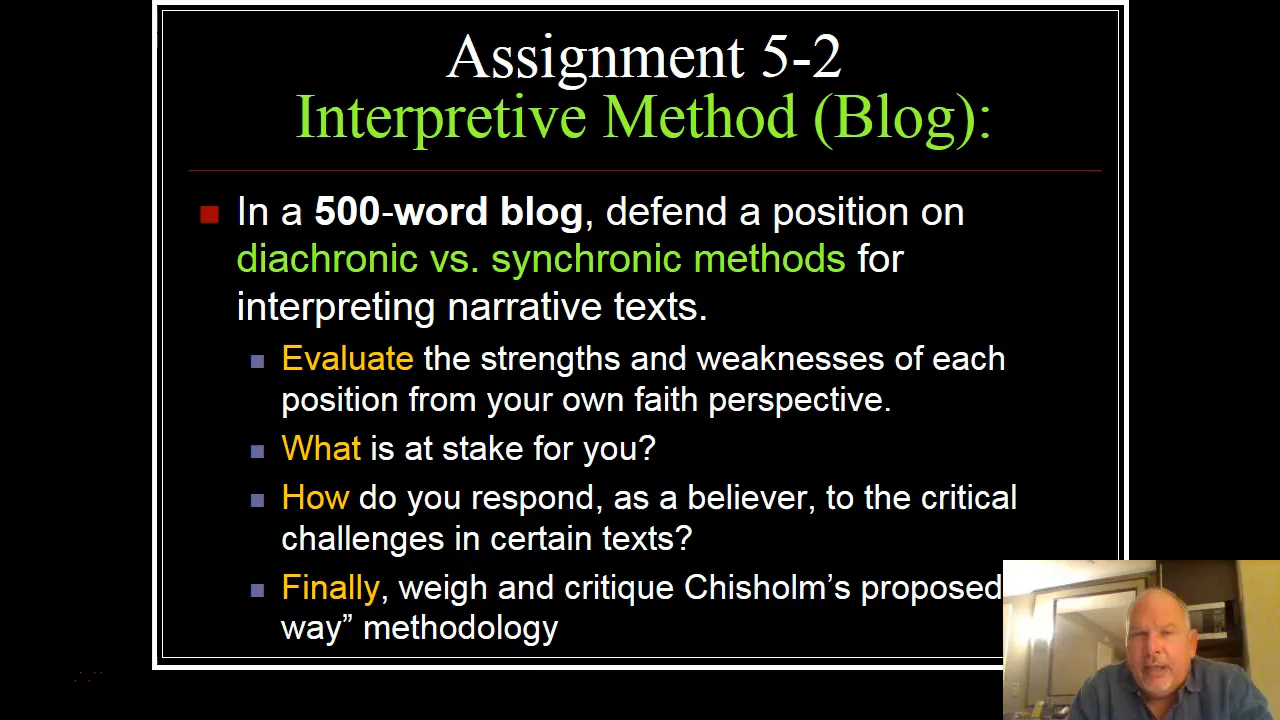 Assignment 5-2
Interpretive Method (Blog):
In a 500-word blog, defend a position on
diachronic vs. synchronic methods for
interpreting narrative texts.
Evaluate the strengths and weaknesses of each
position from your own faith perspective.
What is at stake for you?
How do you respond, as a believer, to the critical
challenges in certain texts?
Finally, weigh and critique Chisholm’s proposed
way” methodology